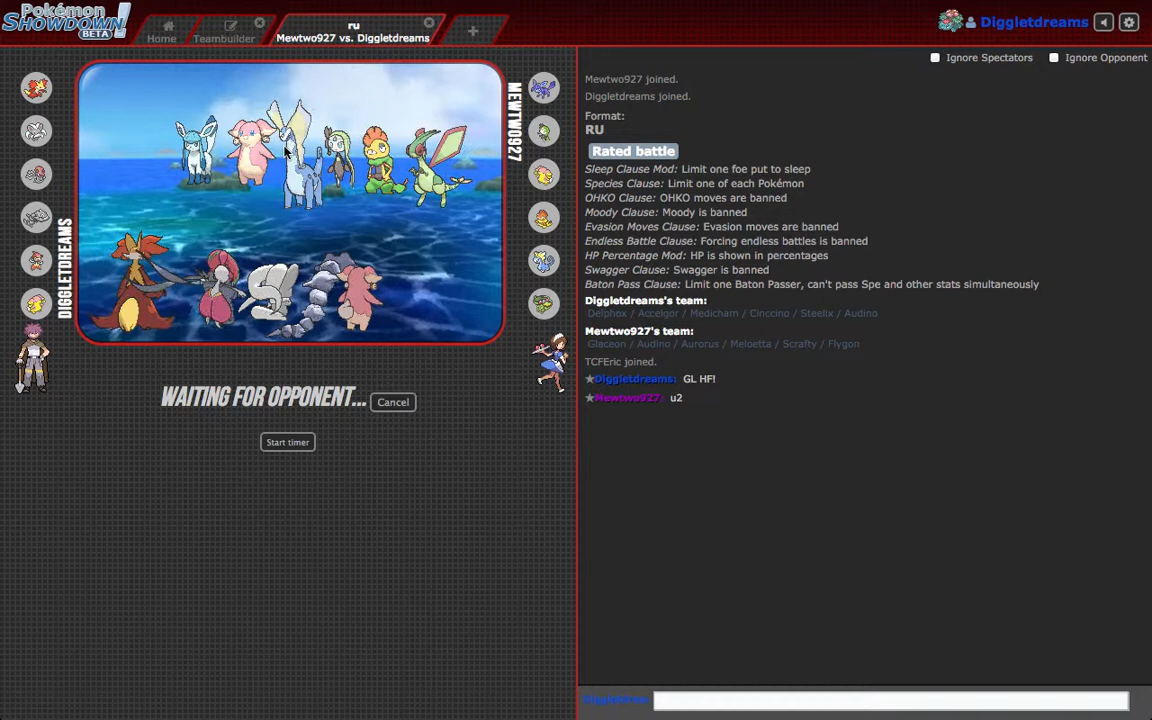 Pokémon
SHOWDOWN!
BETA
Home
Teambuilder
ru
Mewtwo927 vs. Diggletdreams
+
Diggletdreams
Ignore Spectators
Ignore Opponent
DIGGLETDREAMS
MEWTWO927
WAITING FOR OPPONENT...
Cancel
Start timer
Mewtwo927 joined.
Diggletdreams joined.
Format:
RU
Rated battle
Sleep Clause Mod: Limit one foe put to sleep
Species Clause: Limit one of each Pokémon
OHKO Clause: OHKO moves are banned
Moody Clause: Moody is banned
Evasion Moves Clause: Evasion moves are banned
Endless Battle Clause: Forcing endless battles is banned
HP Percentage Mod: HP is shown in percentages
Swagger Clause: Swagger is banned
Baton Pass Clause: Limit one Baton Passer, can't pass Spe and other stats simultaneously
Diggletdreams's team:
Delphox / Accelgor / Medicham / Cinccino / Steelix / Audino
Mewtwo927's team:
Glaceon / Audino / Aurorus / Meloetta / Scrafty / Flygon
TCFEric joined.
★Diggletdreams: GL HF!
★Mewtwo927: u2